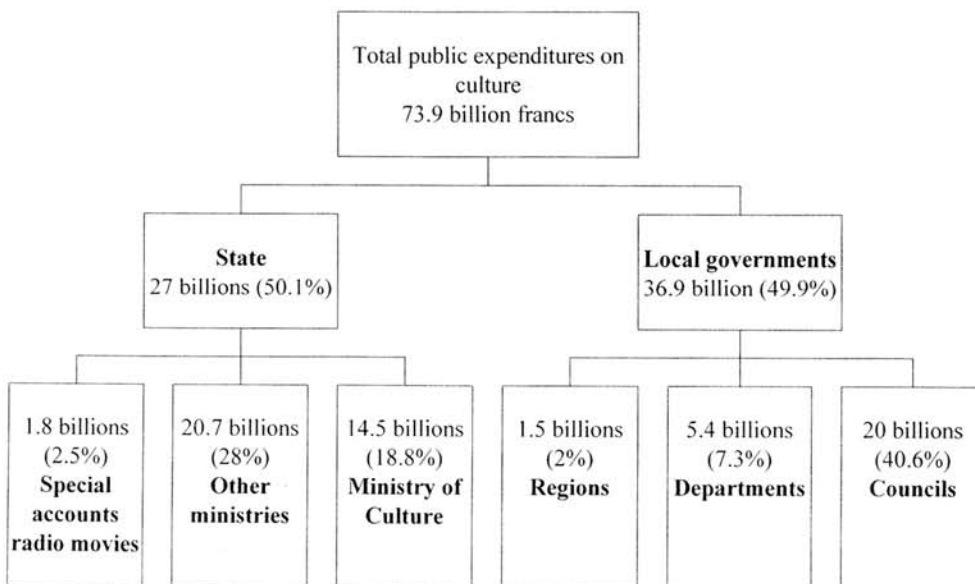 Total public expenditures on
culture
73.9 billion francs
State
27 billions (50.1%)
Local governments
36.9 billion (49.9%)
1.8 billions
(2.5%)
Special
accounts
radio movies
20.7 billions
(28%)
Other
ministries
14.5 billions
(18.8%)
Ministry of
Culture
1.5 billions
(2%)
Regions
5.4 billions
(7.3%)
Departments
20 billions
(40.6%)
Councils